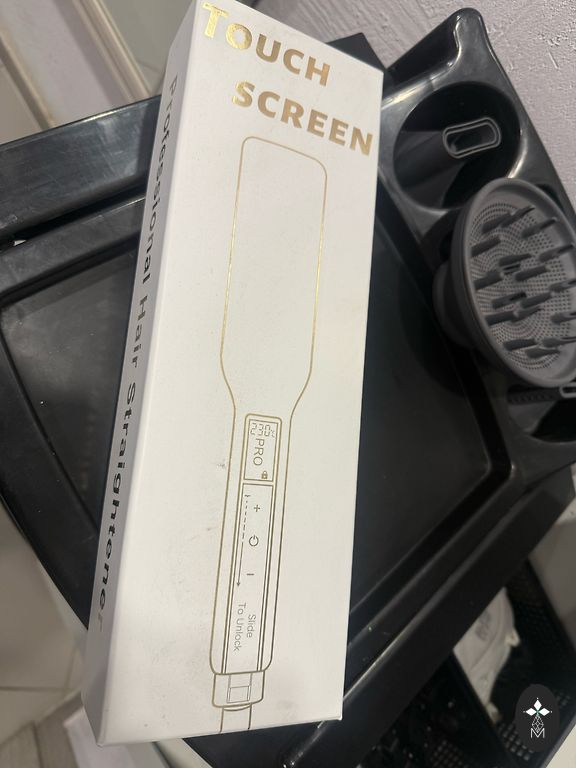 TOUCH
SCREEN
Professional Hair Straightener
230°C
PRO
+
−
Slide
To Unlock
M